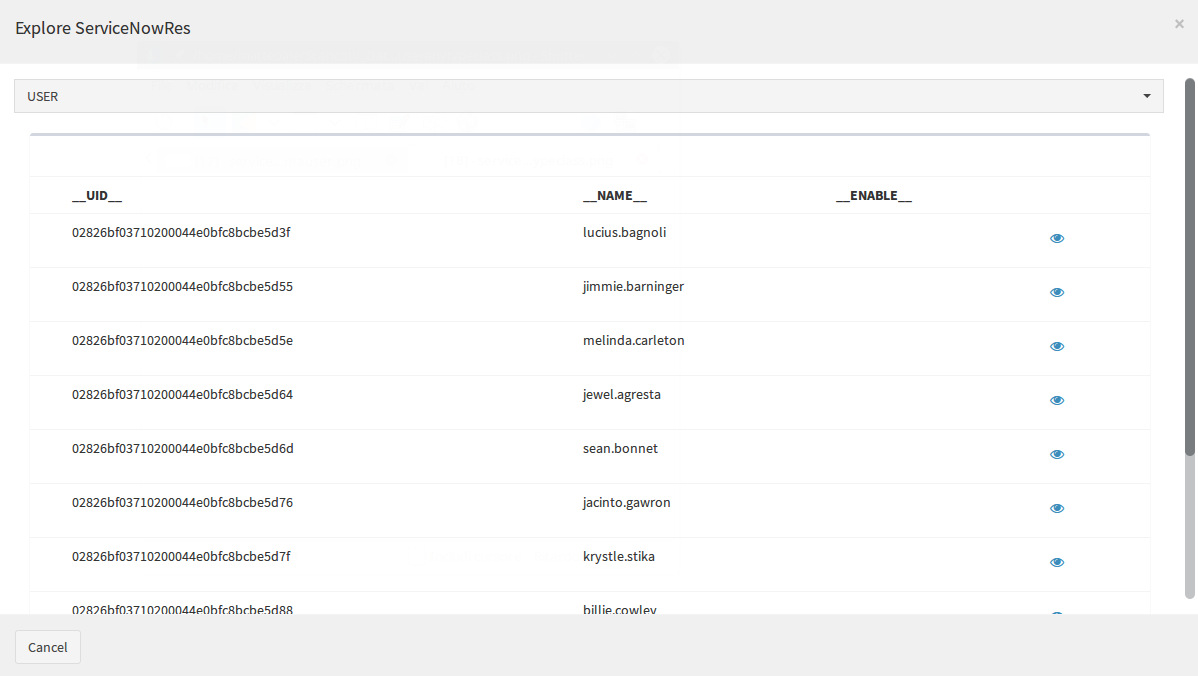 Explore ServiceNowRes ×
USER
__UID__ __NAME__ __ENABLE__
02826bf03710200044e0bfc8bcbe5d3f lucius.bagnoli
02826bf03710200044e0bfc8bcbe5d55 jimmie.barninger
02826bf03710200044e0bfc8bcbe5d5e melinda.carleton
02826bf03710200044e0bfc8bcbe5d64 jewel.agresta
02826bf03710200044e0bfc8bcbe5d6d sean.bonnet
02826bf03710200044e0bfc8bcbe5d76 jacinto.gawron
02826bf03710200044e0bfc8bcbe5d7f krystle.stika
02826bf03710200044e0bfc8bcbe5d88 billie.cowley
Cancel